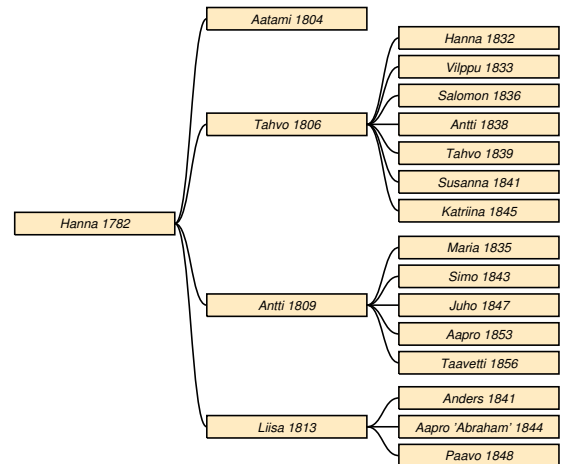 Hanna 1782
Aatami 1804
Tahvo 1806
Hanna 1832
Vilppu 1833
Salomon 1836
Antti 1838
Tahvo 1839
Susanna 1841
Katriina 1845
Antti 1809
Maria 1835
Simo 1843
Juho 1847
Aapro 1853
Taavetti 1856
Liisa 1813
Anders 1841
Aapro 'Abraham' 1844
Paavo 1848